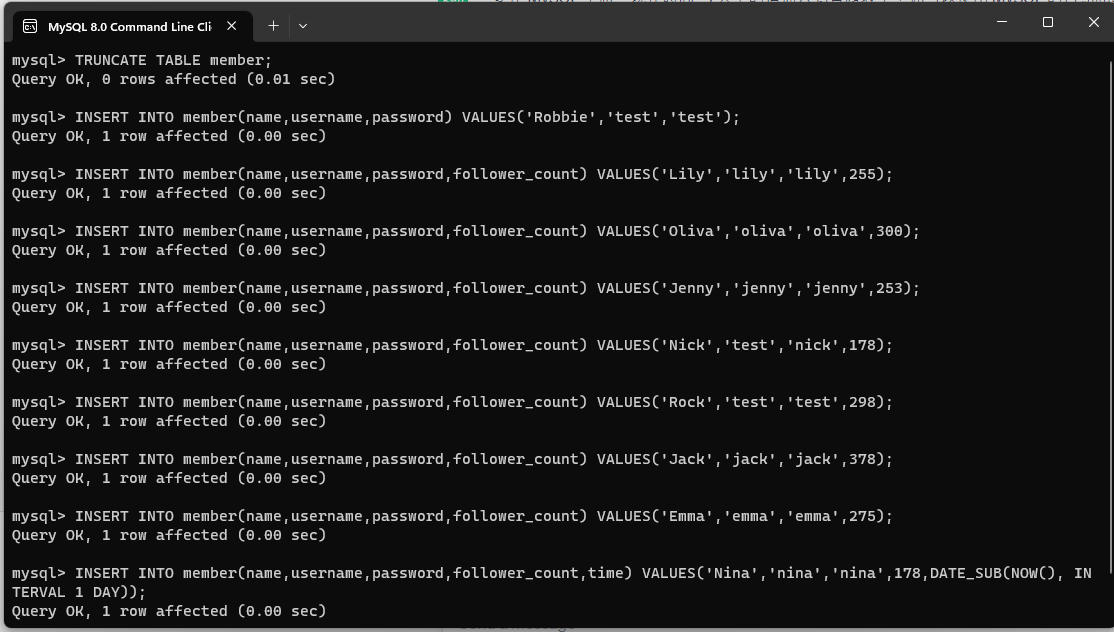 MySQL 8.0 Command Line Cli
mysql> TRUNCATE TABLE member;
Query OK, 0 rows affected (0.01 sec)
mysql> INSERT INTO member(name,username,password) VALUES('Robbie','test','test');
Query OK, 1 row affected (0.00 sec)
mysql> INSERT INTO member(name,username,password,follower_count) VALUES('Lily','lily','lily',255);
Query OK, 1 row affected (0.00 sec)
mysql> INSERT INTO member(name,username,password,follower_count) VALUES('Oliva','oliva','oliva',300);
Query OK, 1 row affected (0.00 sec)
mysql> INSERT INTO member(name,username,password,follower_count) VALUES('Jenny','jenny','jenny',253);
Query OK, 1 row affected (0.00 sec)
mysql> INSERT INTO member(name,username,password,follower_count) VALUES('Nick','test','nick',178);
Query OK, 1 row affected (0.00 sec)
mysql> INSERT INTO member(name,username,password,follower_count) VALUES('Rock','test','test',298);
Query OK, 1 row affected (0.00 sec)
mysql> INSERT INTO member(name,username,password,follower_count) VALUES('Jack','jack','jack',378);
Query OK, 1 row affected (0.00 sec)
mysql> INSERT INTO member(name,username,password,follower_count) VALUES('Emma','emma','emma',275);
Query OK, 1 row affected (0.00 sec)
mysql> INSERT INTO member(name,username,password,follower_count,time) VALUES('Nina','nina','nina',178,DATE_SUB(NOW(), IN
TERVAL 1 DAY));
Query OK, 1 row affected (0.00 sec)